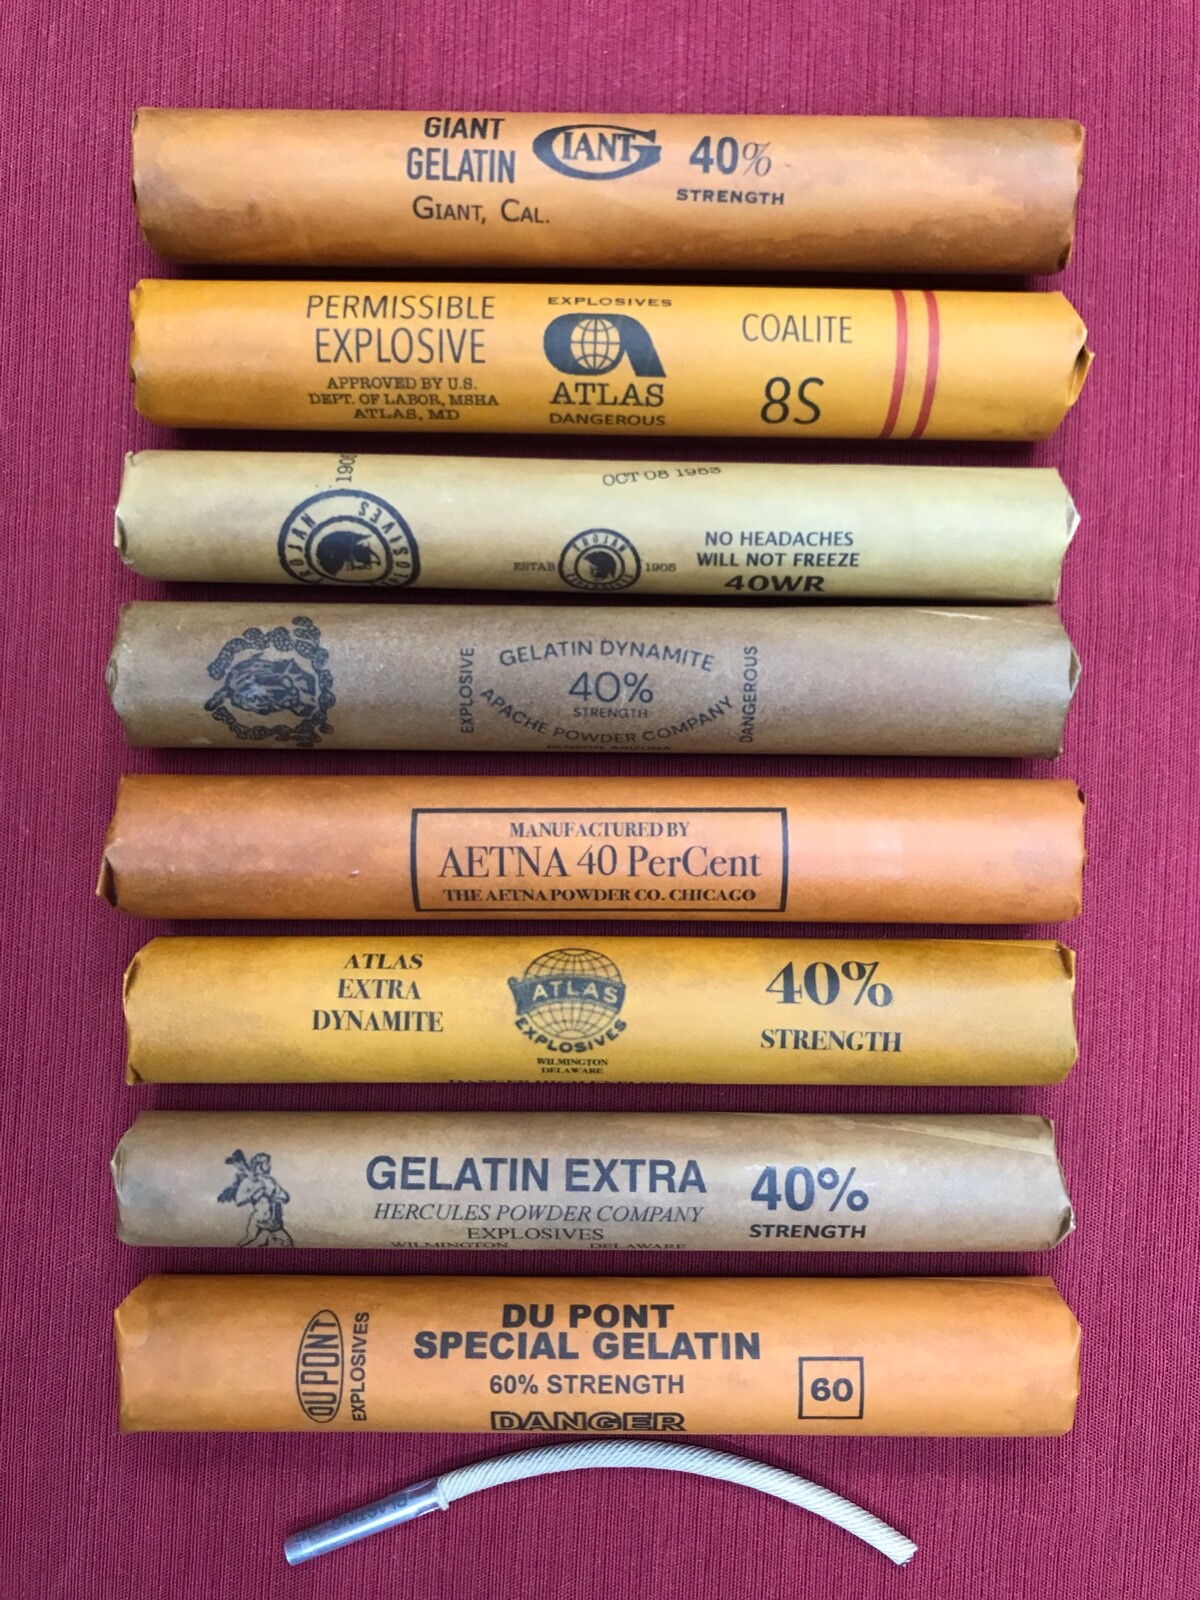 GIANT
GELATIN
GIANT, CAL.
GIANT
40%
STRENGTH
PERMISSIBLE
EXPLOSIVE
APPROVED BY U.S.
DEPT. OF LABOR, MSHA
ATLAS, MD
EXPLOSIVES
ATLAS
DANGEROUS
COALITE
8S
OCT 08 1953
ESTAB
1905
NO HEADACHES
WILL NOT FREEZE
40WR
EXPLOSIVE
GELATIN DYNAMITE
40%
STRENGTH
APACHE POWDER COMPANY
BENSON, ARIZONA
DANGEROUS
MANUFACTURED BY
AETNA 40 PerCent
THE AETNA POWDER CO. CHICAGO
ATLAS
EXTRA
DYNAMITE
ATLAS
EXPLOSIVES
WILMINGTON
DELAWARE
40%
STRENGTH
GELATIN EXTRA
HERCULES POWDER COMPANY
EXPLOSIVES
WILMINGTON DELAWARE
40%
STRENGTH
DU PONT
EXPLOSIVES
DU PONT
SPECIAL GELATIN
60% STRENGTH
DANGER
60